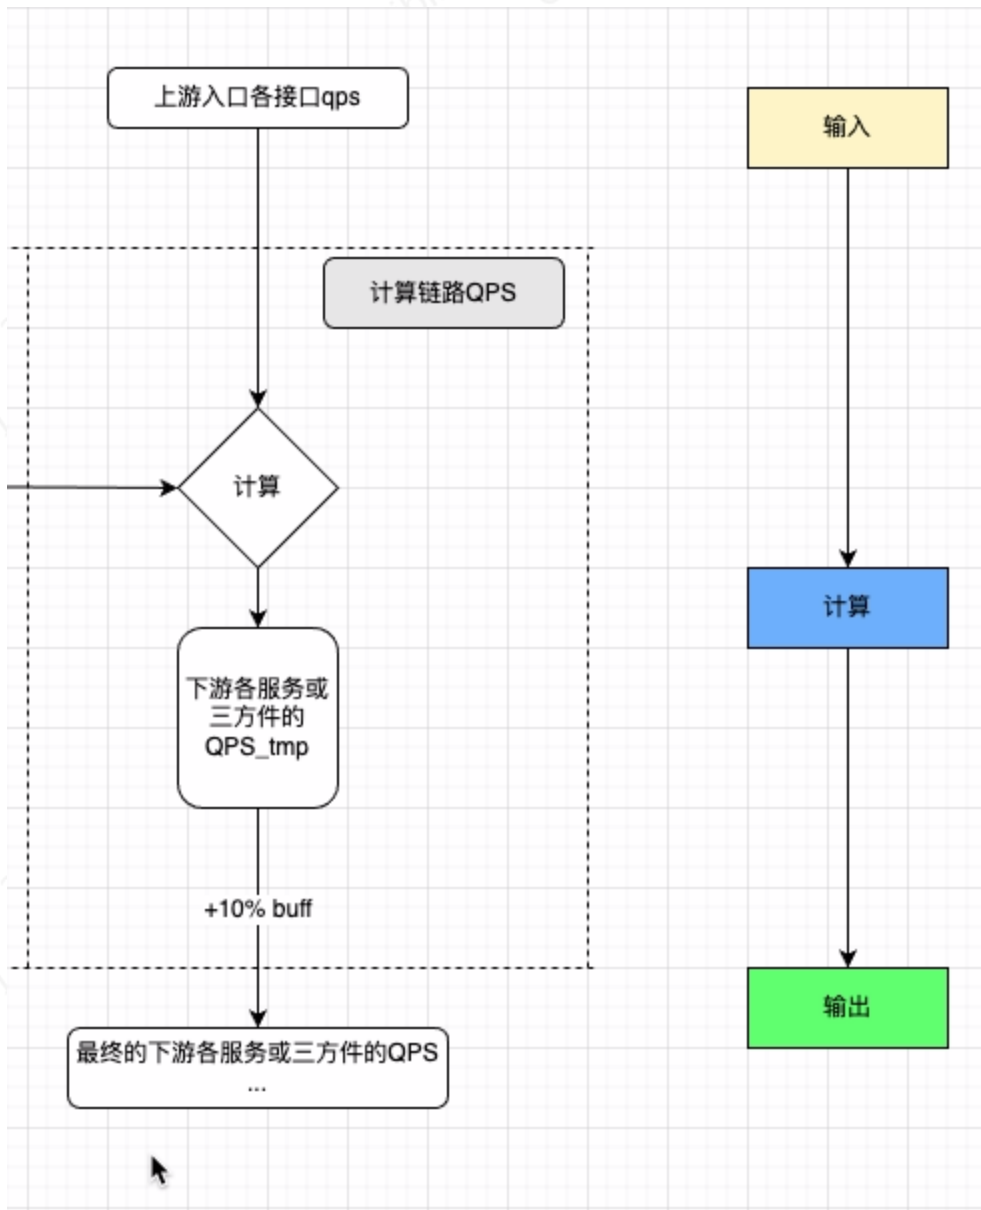 上游入口各接口qps
输入
计算链路QPS
计算
计算
下游各服务或
三方件的
QPS_tmp
+10% buff
输出
最终的下游各服务或三方件的QPS
...